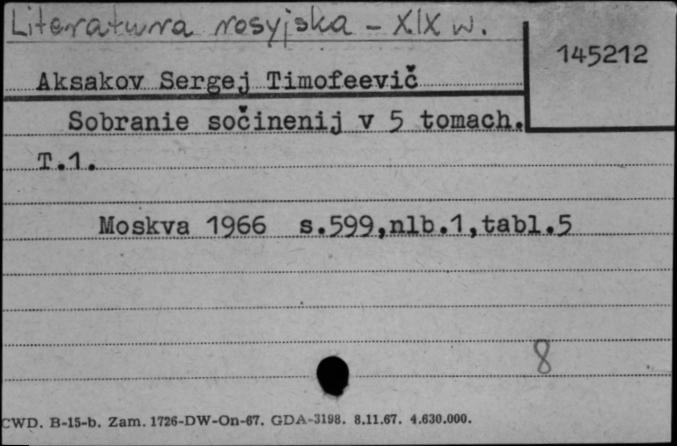 Literatura rosyjska - XIX w.
145212
Aksakov Sergej Timofeevič
Sobranie sočinenij v 5 tomach.
T.1.
Moskva 1966 s.599,nlb.1,tabl.5
8
CWD. B-15-b. Zam. 1726-DW-On-67. GDA-3198. 8.11.67. 4.630.000.